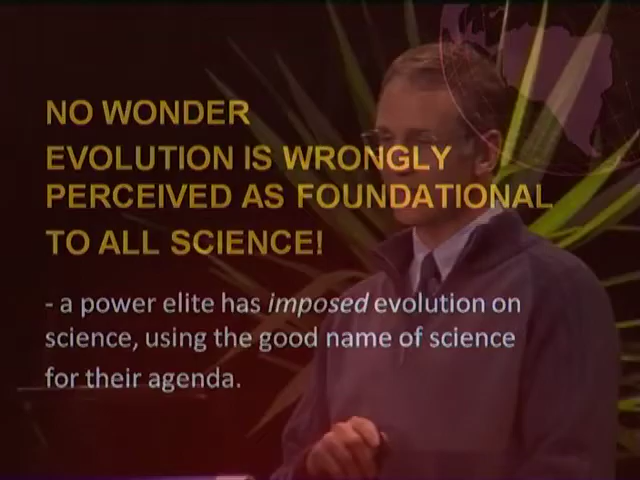 NO WONDER
EVOLUTION IS WRONGLY
PERCEIVED AS FOUNDATIONAL
TO ALL SCIENCE!
- a power elite has imposed evolution on
science, using the good name of science
for their agenda.